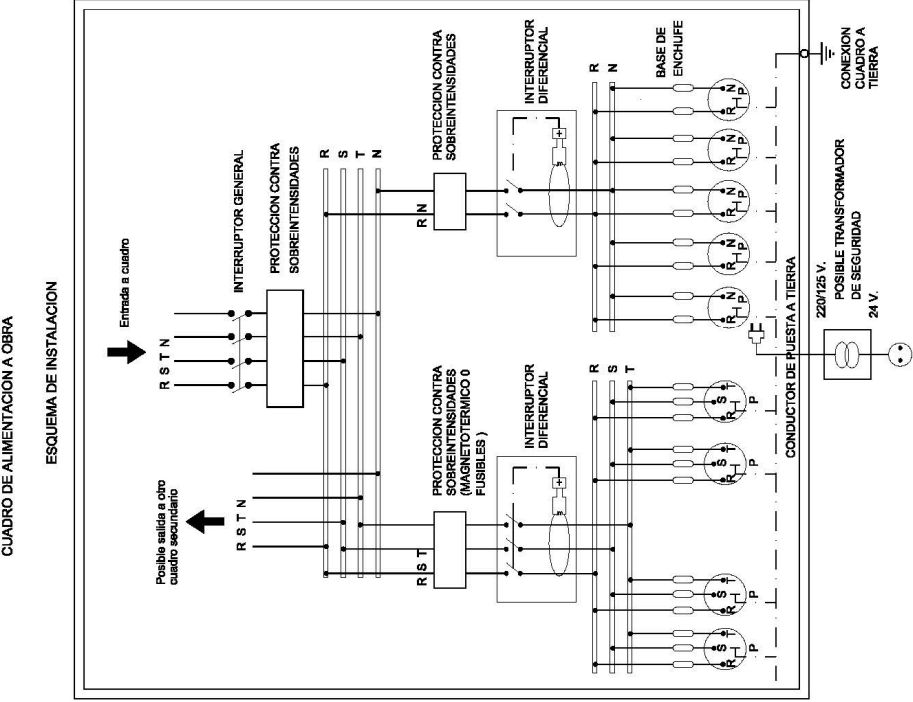 CUADRO DE ALIMENTACION A OBRA
ESQUEMA DE INSTALACION
Posible salida a otro
cuadro secundario
R S T N
Entrada a cuadro
R S T N
INTERRUPTOR GENERAL
PROTECCION CONTRA
SOBREINTENSIDADES
R
S
T
N
R S T
PROTECCION CONTRA
SOBREINTENSIDADES
(MAGNETOTERMICO 0
FUSIBLES )
R N
PROTECCION CONTRA
SOBREINTENSIDADES
INTERRUPTOR
DIFERENCIAL
INTERRUPTOR
DIFERENCIAL
R
S
T
R
N
BASE DE
ENCHUFE
R S T
P
R S T
P
R S T
P
R S T
P
R N
P
R N
P
R N
P
R N
P
R N
P
CONDUCTOR DE PUESTA A TIERRA
220/125 V.
POSIBLE TRANSFORMADOR
DE SEGURIDAD
24 V.
CONEXION
CUADRO A
TIERRA